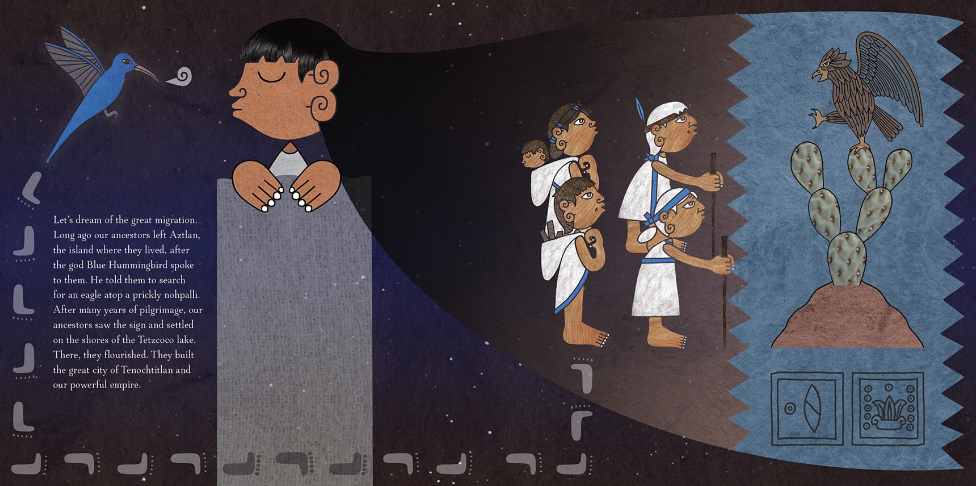 Let's dream of the great migration.
Long ago our ancestors left Aztlan,
the island where they lived, after
the god Blue Hummingbird spoke
to them. He told them to search
for an eagle atop a prickly nohpalli.
After many years of pilgrimage, our
ancestors saw the sign and settled
on the shores of the Tetzcoco lake.
There, they flourished. They built
the great city of Tenochtitlan and
our powerful empire.